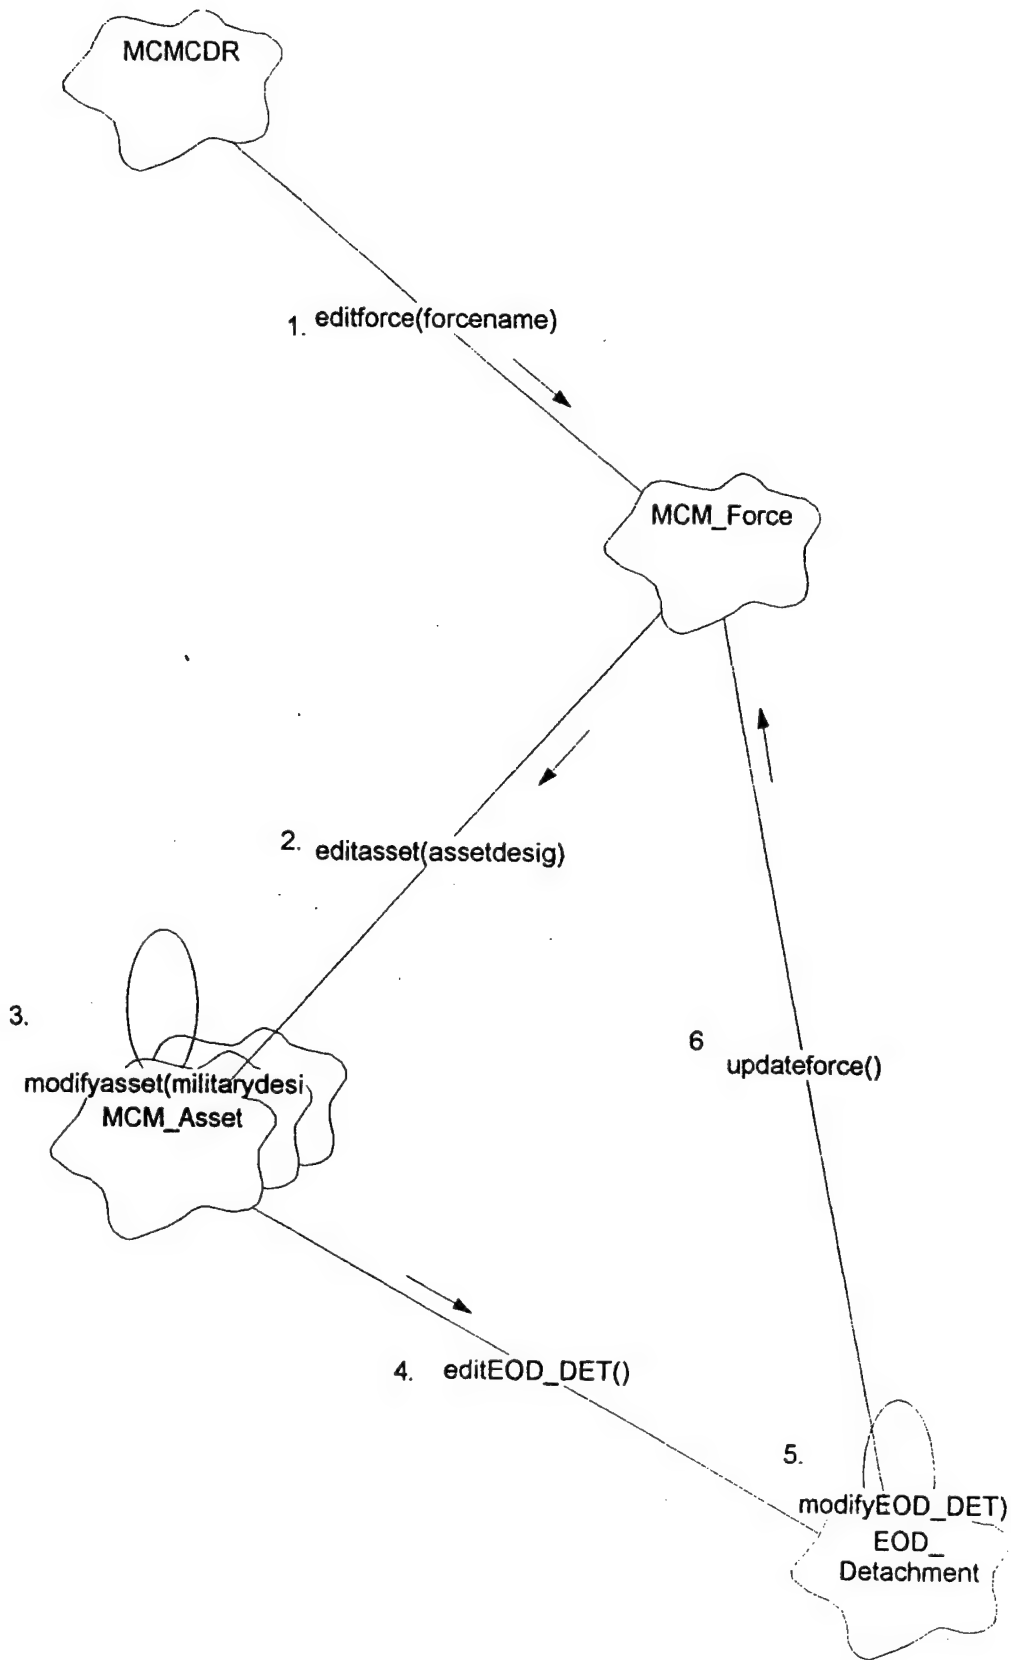 MCMCDR
1. editforce(forcename)
MCM_Force
2. editasset(assetdesig)
3.
modifyasset(militarydesi
MCM_Asset
6
updateforce()
4. editEOD_DET()
5.
modifyEOD_DET)
EOD_
Detachment